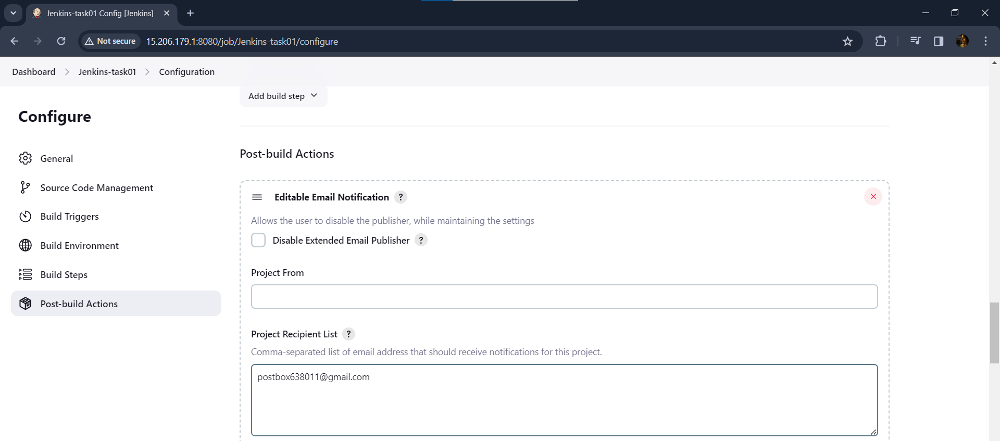 Jenkins-task01 Config [Jenkins]
Not secure
15.206.179.1:8080/job/Jenkins-task01/configure
Dashboard
Jenkins-task01
Configuration
Configure
General
Source Code Management
Build Triggers
Build Environment
Build Steps
Post-build Actions
Add build step
Post-build Actions
Editable Email Notification ?
Allows the user to disable the publisher, while maintaining the settings
Disable Extended Email Publisher ?
Project From
Project Recipient List ?
Comma-separated list of email address that should receive notifications for this project.
postbox638011@gmail.com